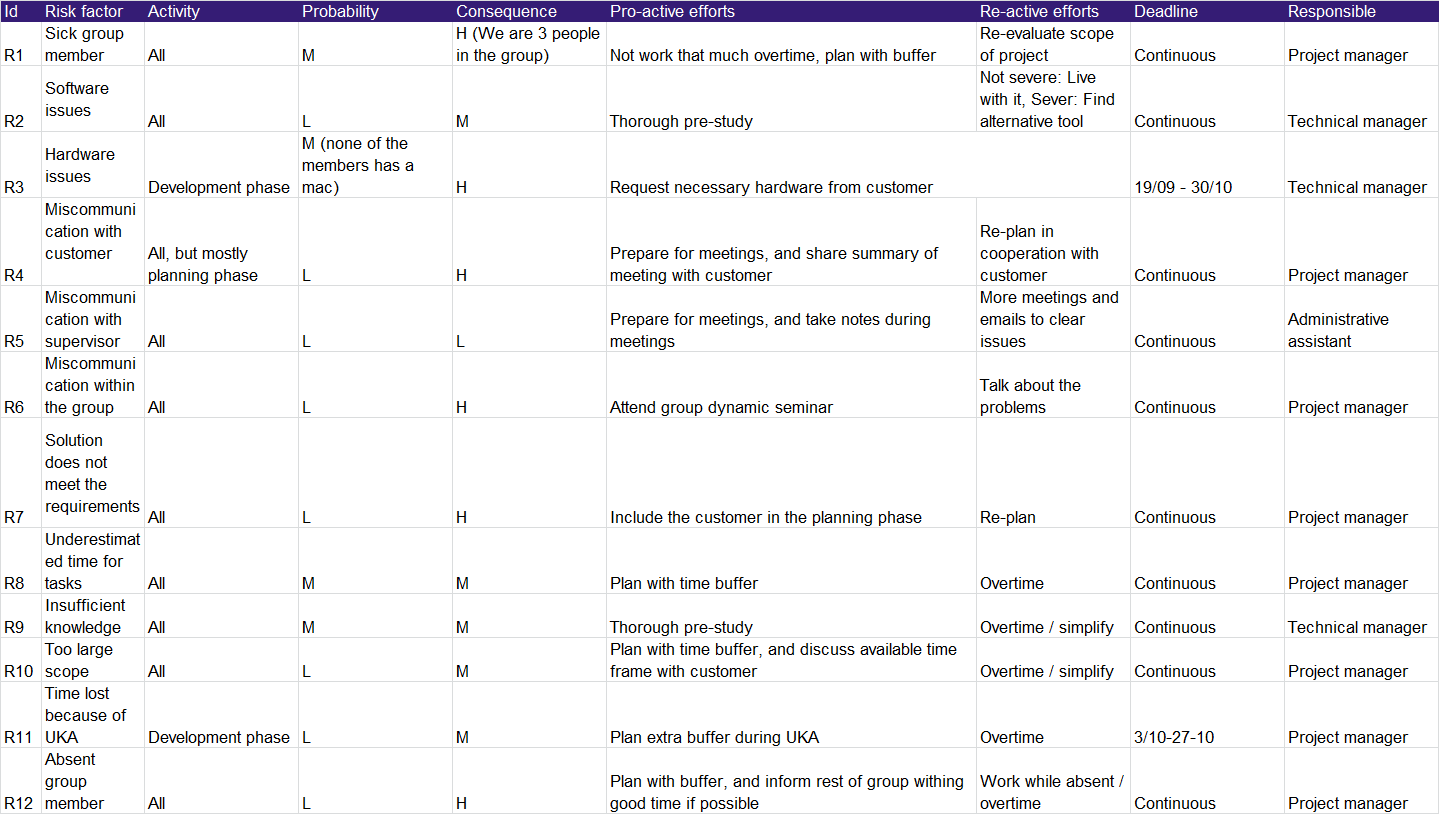 Id Risk factor Activity Probability Consequence Pro-active efforts Re-active efforts Deadline Responsible
R1 Sick group member All M H (We are 3 people in the group) Not work that much overtime, plan with buffer Re-evaluate scope of project Continuous Project manager
R2 Software issues All L M Thorough pre-study Not severe: Live with it, Sever: Find alternative tool Continuous Technical manager
R3 Hardware issues Development phase M (none of the members has a mac) H Request necessary hardware from customer 19/09 - 30/10 Technical manager
R4 Miscommuni cation with customer All, but mostly planning phase L H Prepare for meetings, and share summary of meeting with customer Re-plan in cooperation with customer Continuous Project manager
R5 Miscommuni cation with supervisor All L L Prepare for meetings, and take notes during meetings More meetings and emails to clear issues Continuous Administrative assistant
R6 Miscommuni cation within the group All L H Attend group dynamic seminar Talk about the problems Continuous Project manager
R7 Solution does not meet the requirements All L H Include the customer in the planning phase Re-plan Continuous Project manager
R8 Underestimat ed time for tasks All M M Plan with time buffer Overtime Continuous Project manager
R9 Insufficient knowledge All M M Thorough pre-study Overtime / simplify Continuous Technical manager
R10 Too large scope All L M Plan with time buffer, and discuss available time frame with customer Overtime / simplify Continuous Project manager
R11 Time lost because of UKA Development phase L M Plan extra buffer during UKA Overtime 3/10-27-10 Project manager
R12 Absent group member All L H Plan with buffer, and inform rest of group withing good time if possible Work while absent / overtime Continuous Project manager